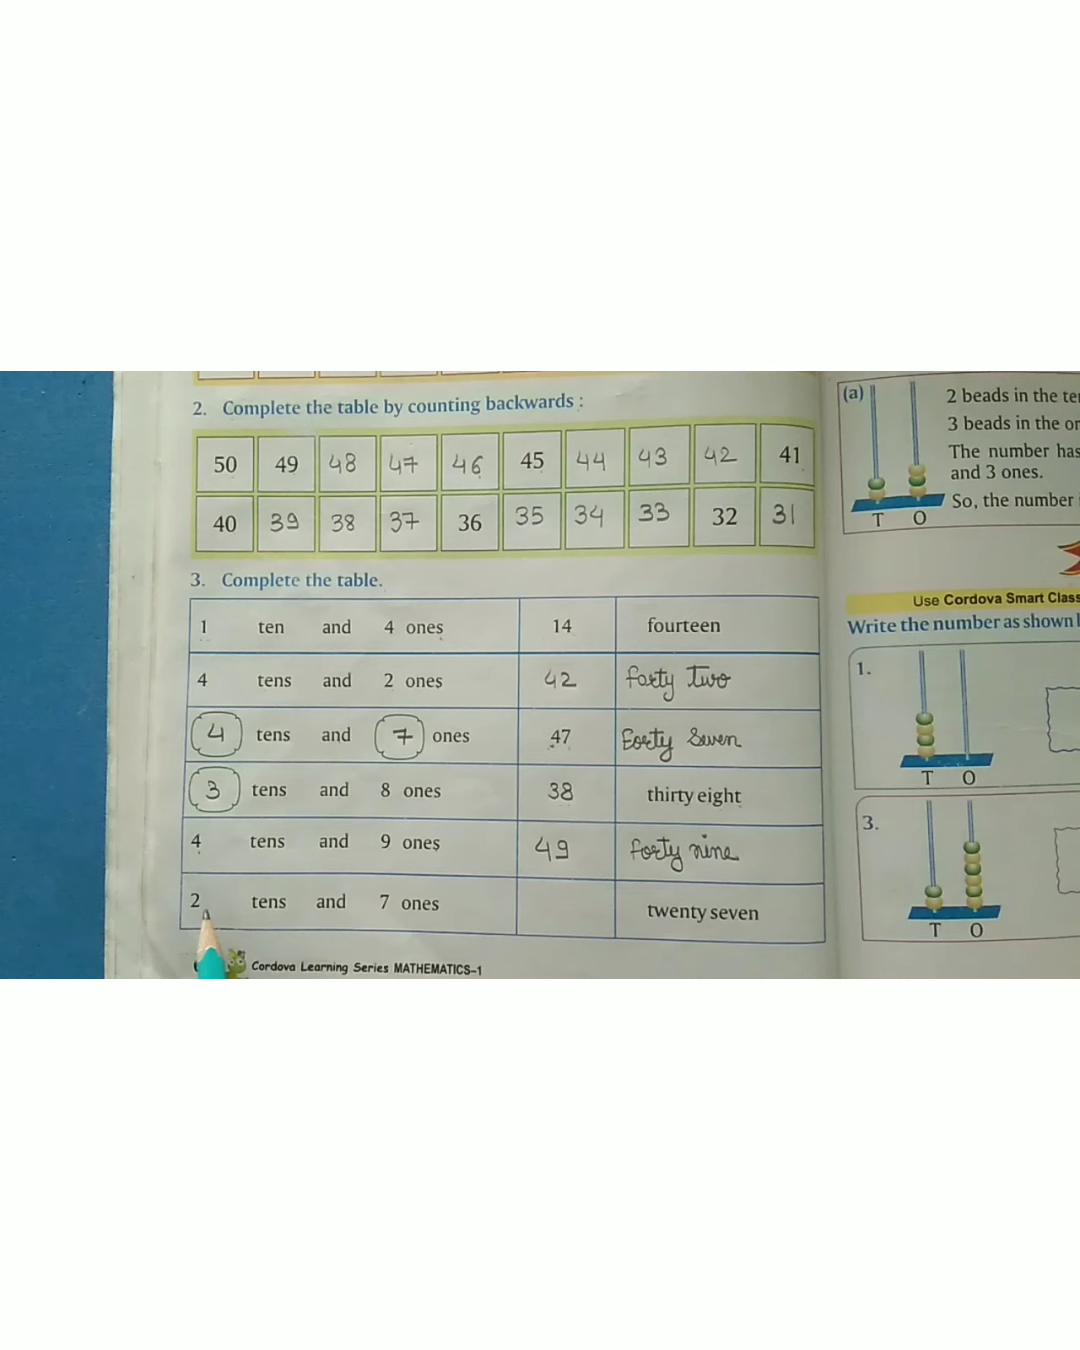 2. Complete the table by counting backwards :
50 49 48 47 46 45 44 43 42 41
40 39 38 37 36 35 34 33 32 31
3. Complete the table.
1 ten and 4 ones 14 fourteen
4 tens and 2 ones 42 forty two
4 tens and 7 ones 47 Forty Seven
3 tens and 8 ones 38 thirty eight
4 tens and 9 ones 49 forty nine
2 tens and 7 ones twenty seven
Cordova Learning Series MATHEMATICS–1
(a) 2 beads in the
3 beads in the
The number has
and 3 ones.
So, the number
T O
Use Cordova Smart Class
Write the number as shown
1.
T O
3.
T O